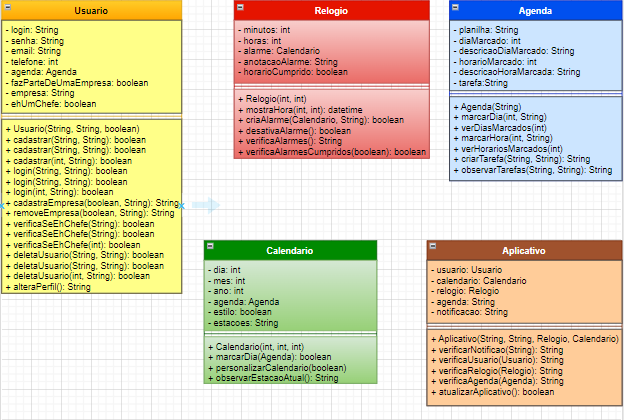 Usuario
- login: String
- senha: String
- email: String
- telefone: int
- agenda: Agenda
- fazParteDeUmaEmpresa: boolean
- empresa: String
- ehUmChefe: boolean
+ Usuario(String, String, boolean)
+ cadastrar(String, String): boolean
+ cadastrar(String, String): boolean
+ cadastrar(int, String): boolean
+ login(String, String): boolean
+ login(String, String): boolean
+ login(int, String): boolean
+ cadastraEmpresa(boolean, String): String
+ removeEmpresa(boolean, String): String
+ verificaSeEhChefe(String): boolean
+ verificaSeEhChefe(String): boolean
+ verificaSeEhChefe(int): boolean
+ deletaUsuario(String, String): boolean
+ deletaUsuario(String, String): boolean
+ deletaUsuario(int, String): boolean
+ alteraPerfil(): String
Relogio
- minutos: int
- horas: int
- alarme: Calendario
- anotacaoAlarme: String
- horarioCumprido: boolean
+ Relogio(int, int)
+ mostraHora(int, int): datetime
+ criaAlarme(Calendario, String): boolean
+ desativaAlarme(): boolean
+ verificaAlarmes(): String
+ verificaAlarmesCumpridos(boolean): boolean
Agenda
- planilha: String
- diaMarcado: int
- descricaoDiaMarcado: String
- horarioMarcado: int
- descricaoHoraMarcada: String
- tarefa:String
+ Agenda(String)
+ marcarDia(int, String)
+ verDiasMarcados(int)
+ marcarHora(int, String)
+ verHorariosMarcados(int)
+ criarTarefa(String, String): String
+ observarTarefas(String, String): String
Calendario
- dia: int
- mes: int
- ano: int
- agenda: Agenda
- estilo: boolean
- estacoes: String
+ Calendario(int, int, int)
+ marcarDia(Agenda): boolean
+ personalizarCalendario(boolean)
+ observarEstacaoAtual(): String
Aplicativo
- usuario: Usuario
- calendario: Calendario
- relogio: Relogio
- agenda: String
- notificacao: String
+ Aplicativo(String, String, Relogio, Calendario)
+ verificarNotificao(String): String
+ verificarUsuario(Usuario): String
+ verificaRelogio(Relogio): String
+ verificaAgenda(Agenda): String
+ atualizarAplicativo(): boolean